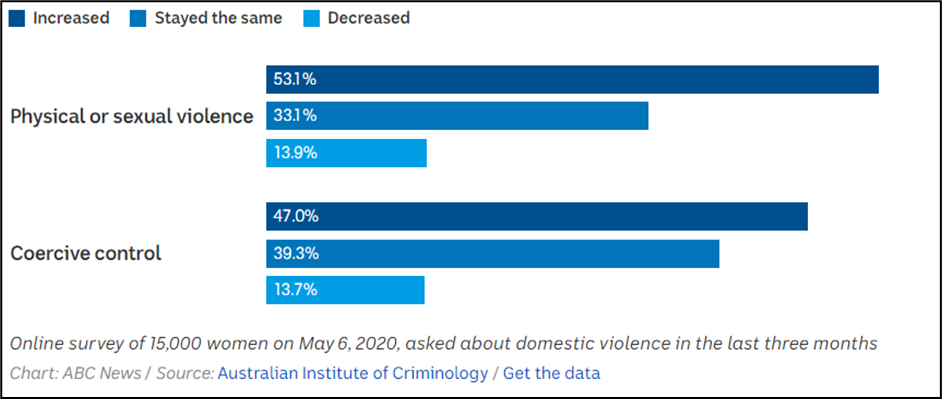 Increased Stayed the same Decreased
Physical or sexual violence
53.1%
33.1%
13.9%
Coercive control
47.0%
39.3%
13.7%
Online survey of 15,000 women on May 6, 2020, asked about domestic violence in the last three months
Chart: ABC News / Source: Australian Institute of Criminology / Get the data